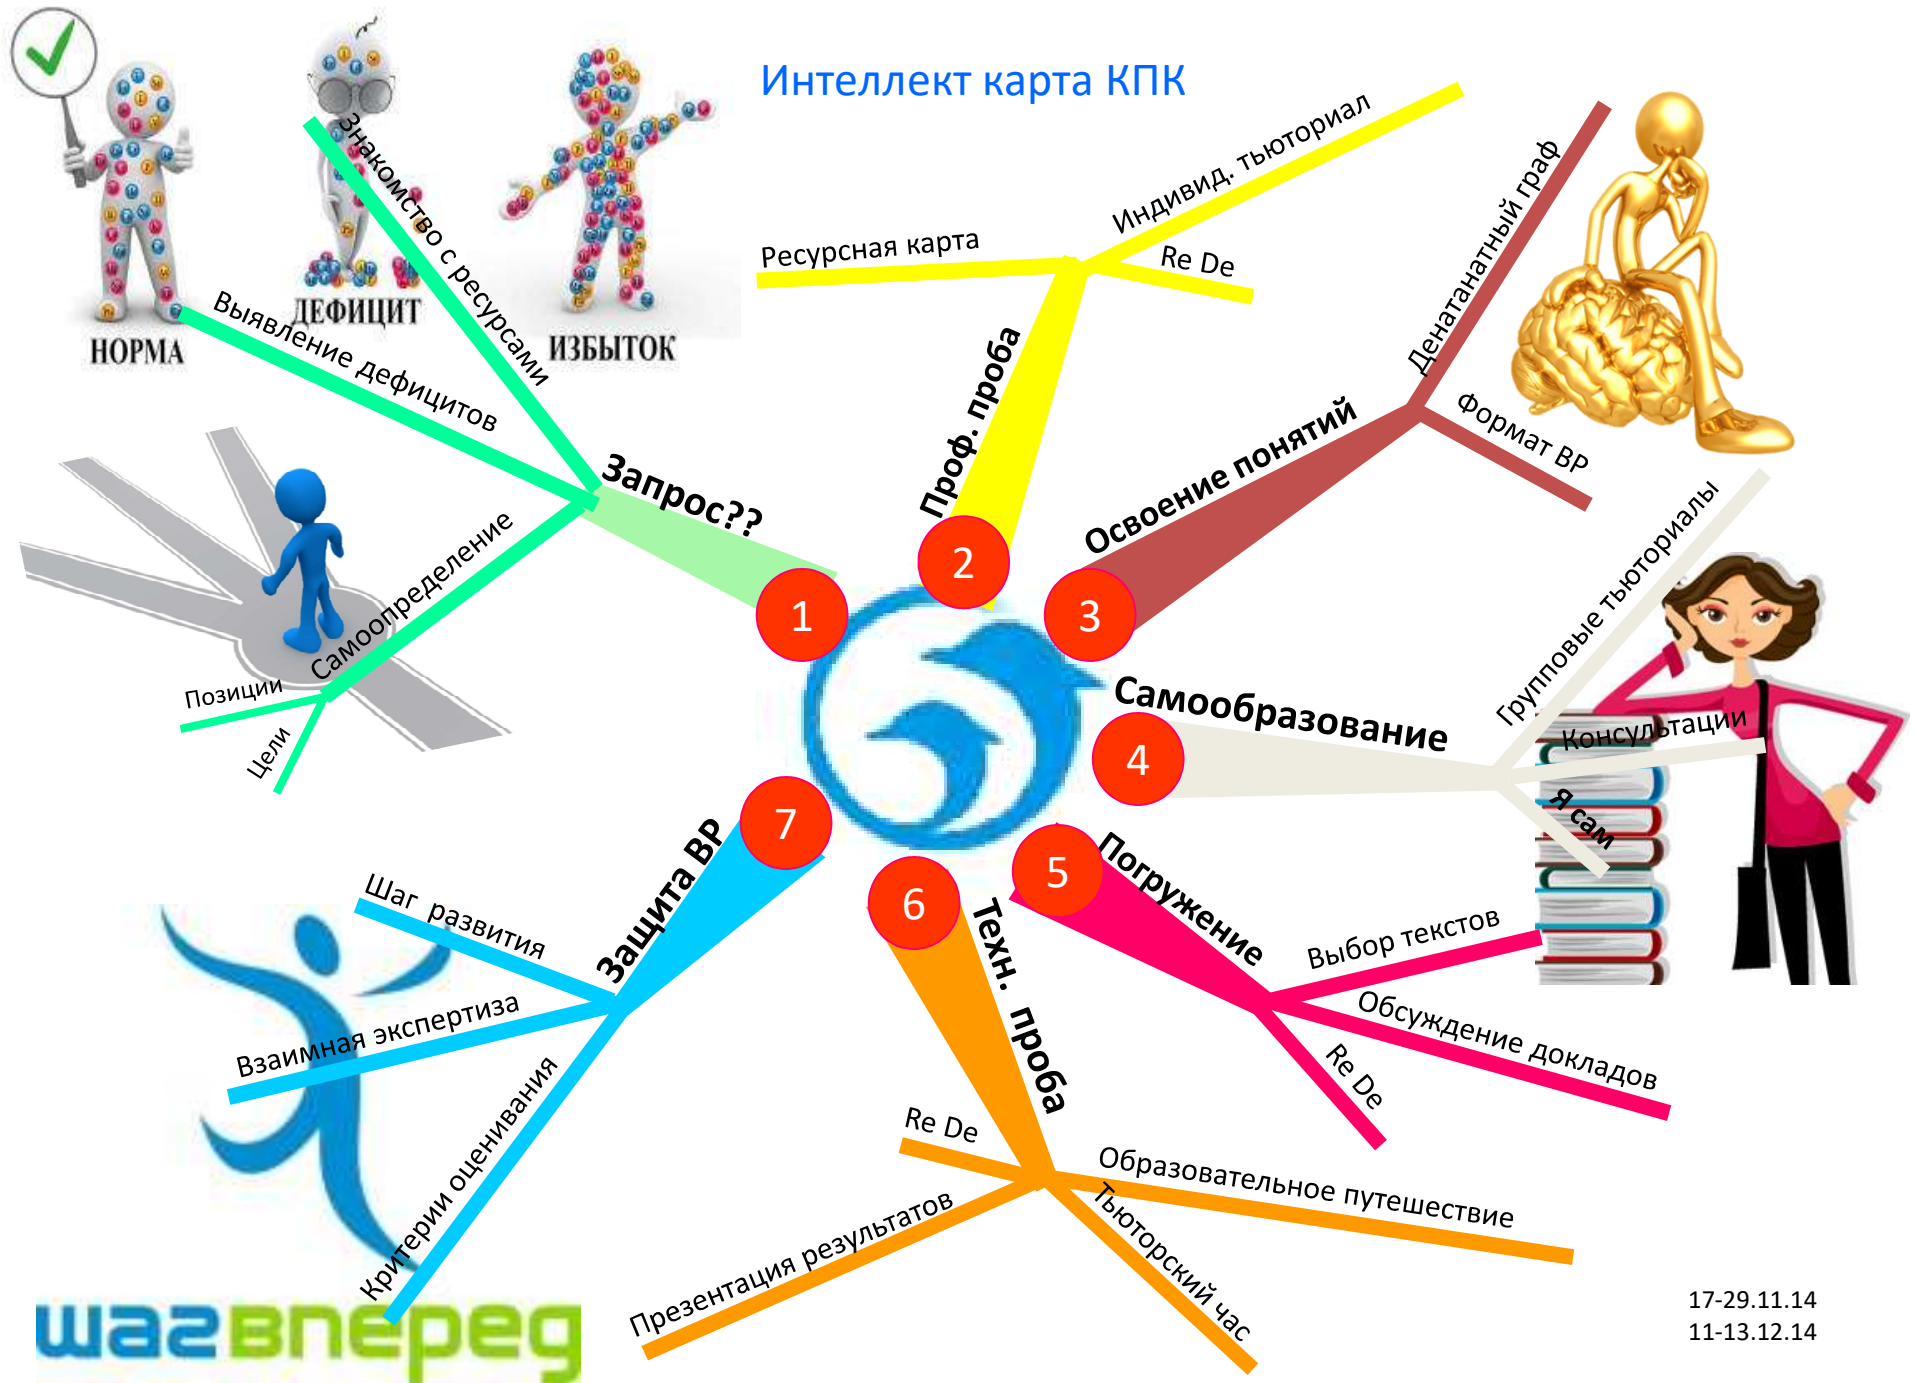 Интеллект карта КПК
НОРМА
ДЕФИЦИТ
ИЗБЫТОК
1
Запрос??
Знакомство с ресурсами
Выявление дефицитов
Самоопределение
Позиции
Цели
2
Проф. проба
Ресурсная карта
Индивид. тьюториал
Re De
3
Освоение понятий
Денатанатный граф
Формат ВР
4
Самообразование
Групповые тьюториалы
Консультации
Я сам
5
Погружение
Выбор текстов
Обсуждение докладов
Re De
6
Техн. проба
Re De
Образовательное путешествие
Тьюторский час
Презентация результатов
7
Защита ВР
Шаг развития
Взаимная экспертиза
Критерии оценивания
шаг вперед
17-29.11.14
11-13.12.14